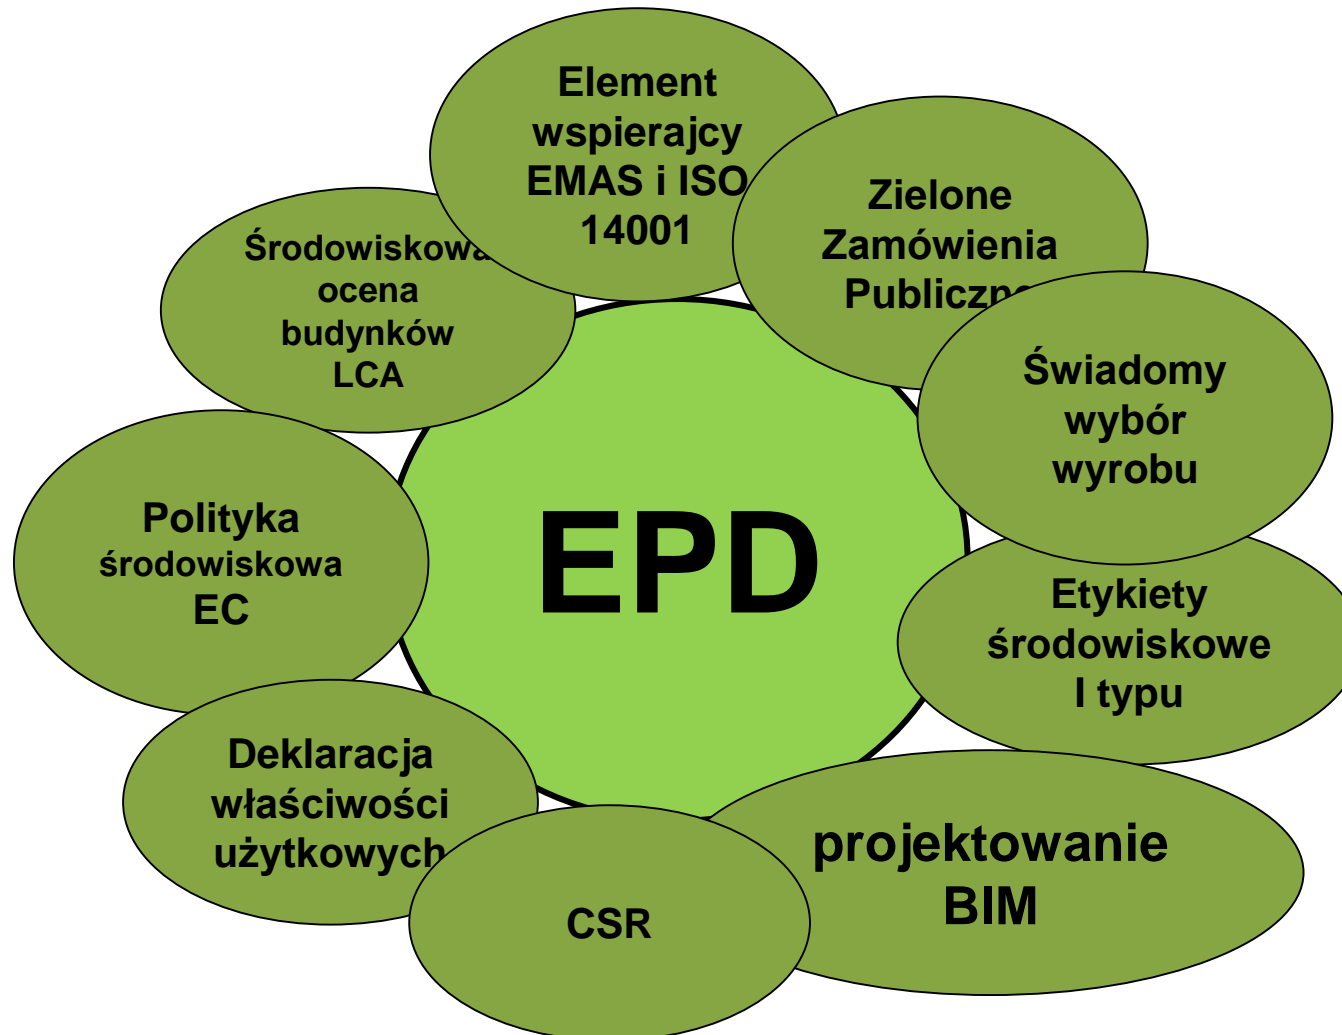 Element
wspierajcy
EMAS i ISO
14001
Zielone
Zamówienia
Publiczne
Środowiskowa
ocena
budynków
LCA
Świadomy
wybór
wyrobu
Polityka
środowiskowa
EC
EPD
Etykiety
środowiskowe
I typu
Deklaracja
właściwości
użytkowych
projektowanie
BIM
CSR